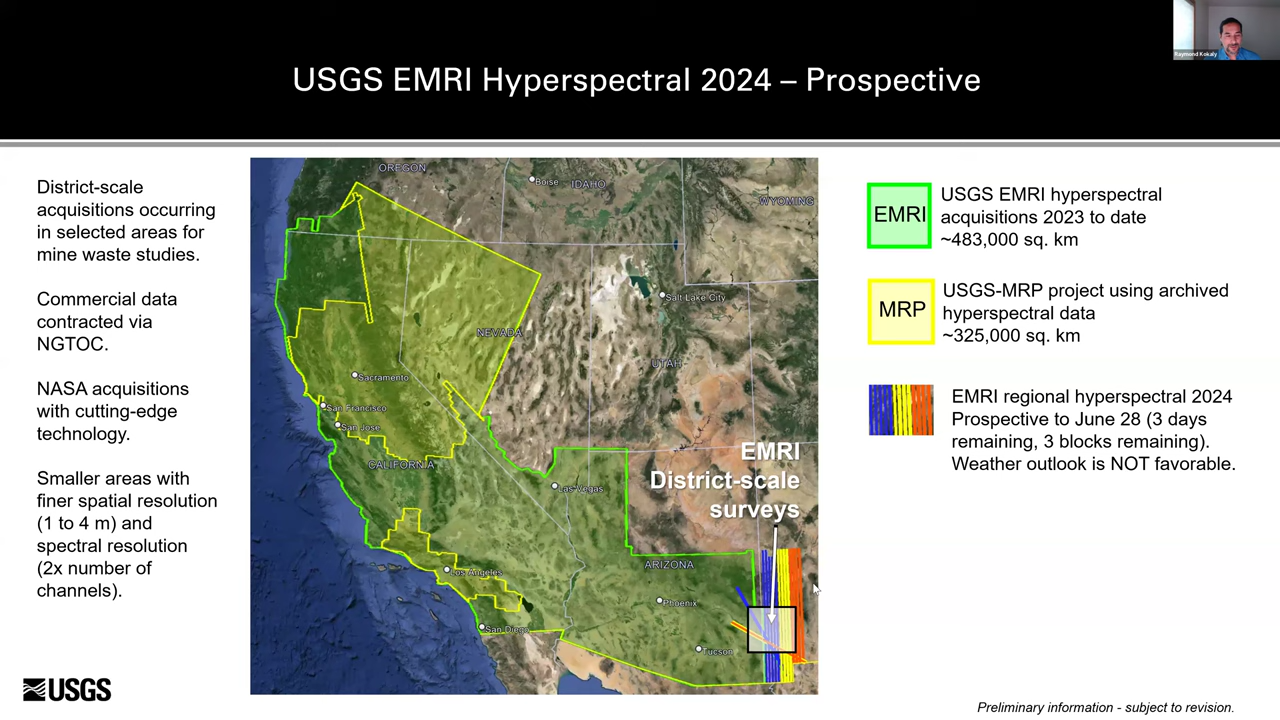 Raymond Kokaly
USGS EMRI Hyperspectral 2024 – Prospective
District-scale
acquisitions occurring
in selected areas for
mine waste studies.
Commercial data
contracted via
NGTOC.
NASA acquisitions
with cutting-edge
technology.
Smaller areas with
finer spatial resolution
(1 to 4 m) and
spectral resolution
(2x number of
channels).
OREGON
Boise
IDAHO
WYOMING
Salt Lake City
NEVADA
UTAH
Sacramento
San Francisco
San Jose
CALIFORNIA
Las Vegas
EMRI
District-scale
surveys
Los Angeles
ARIZONA
Phoenix
San Diego
Tucson
EMRI
USGS EMRI hyperspectral
acquisitions 2023 to date
~483,000 sq. km
MRP
USGS-MRP project using archived
hyperspectral data
~325,000 sq. km
EMRI regional hyperspectral 2024
Prospective to June 28 (3 days
remaining, 3 blocks remaining).
Weather outlook is NOT favorable.
USGS
Preliminary information - subject to revision.